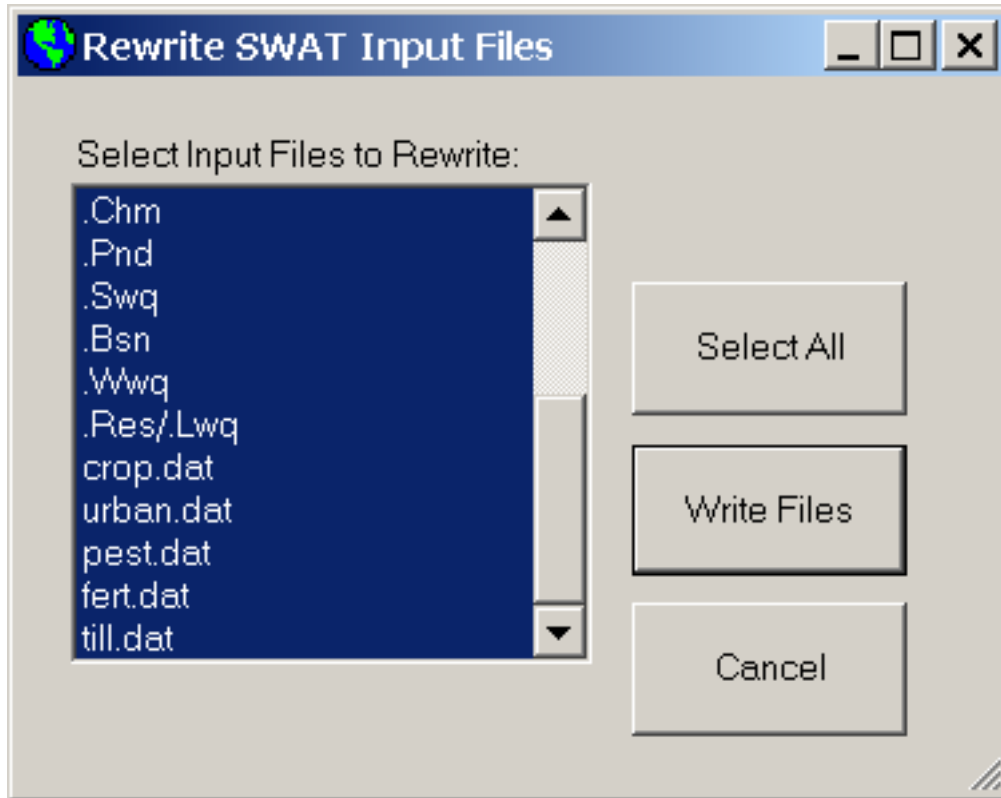 Rewrite SWAT Input Files
Select Input Files to Rewrite:
.Chm
.Pnd
.Swq
.Bsn
.Wwq
.Res/.Lwq
crop.dat
urban.dat
pest.dat
fert.dat
till.dat
Select All
Write Files
Cancel